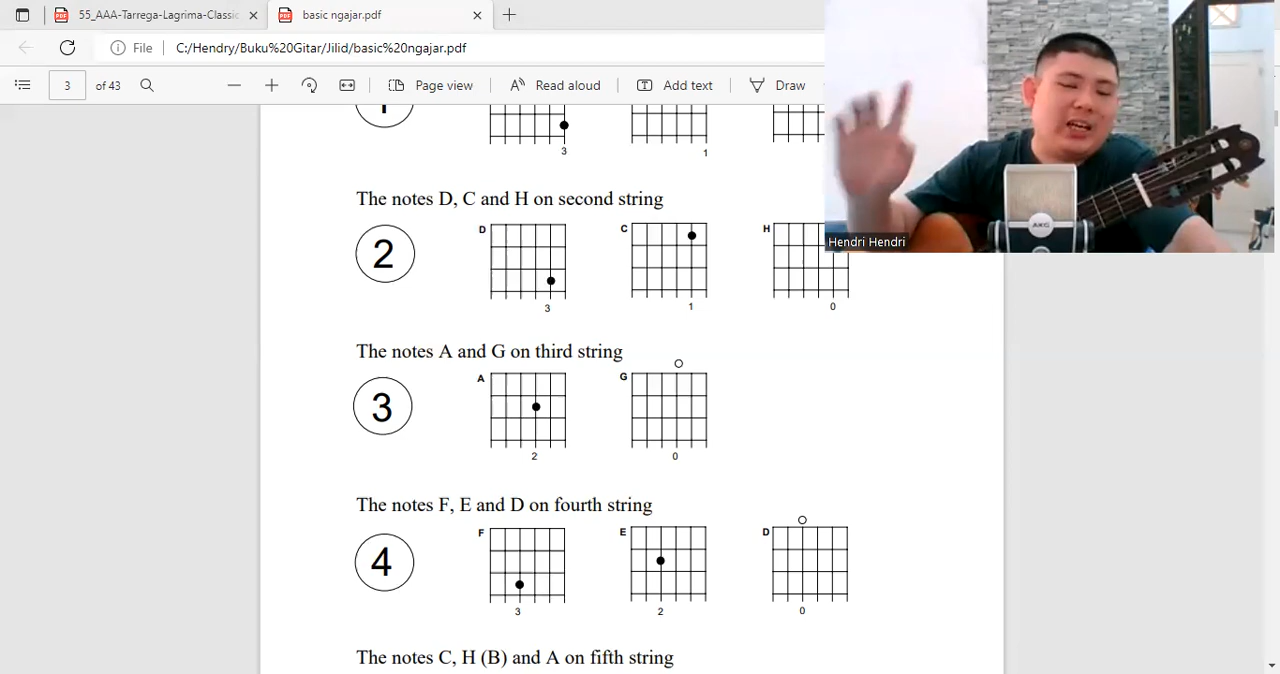 55_AAA-Tarrega-Lagrima-Classic
basic ngajar.pdf
File C:/Hendry/Buku%20Gitar/Jilid/basic%20ngajar.pdf
3 of 43 Page view Read aloud Add text Draw
3 1
The notes D, C and H on second string
2 D C H
3 1 0
The notes A and G on third string
3 A G
2 0
The notes F, E and D on fourth string
4 F E D
3 2 0
The notes C, H (B) and A on fifth string
AKG
Hendri Hendri